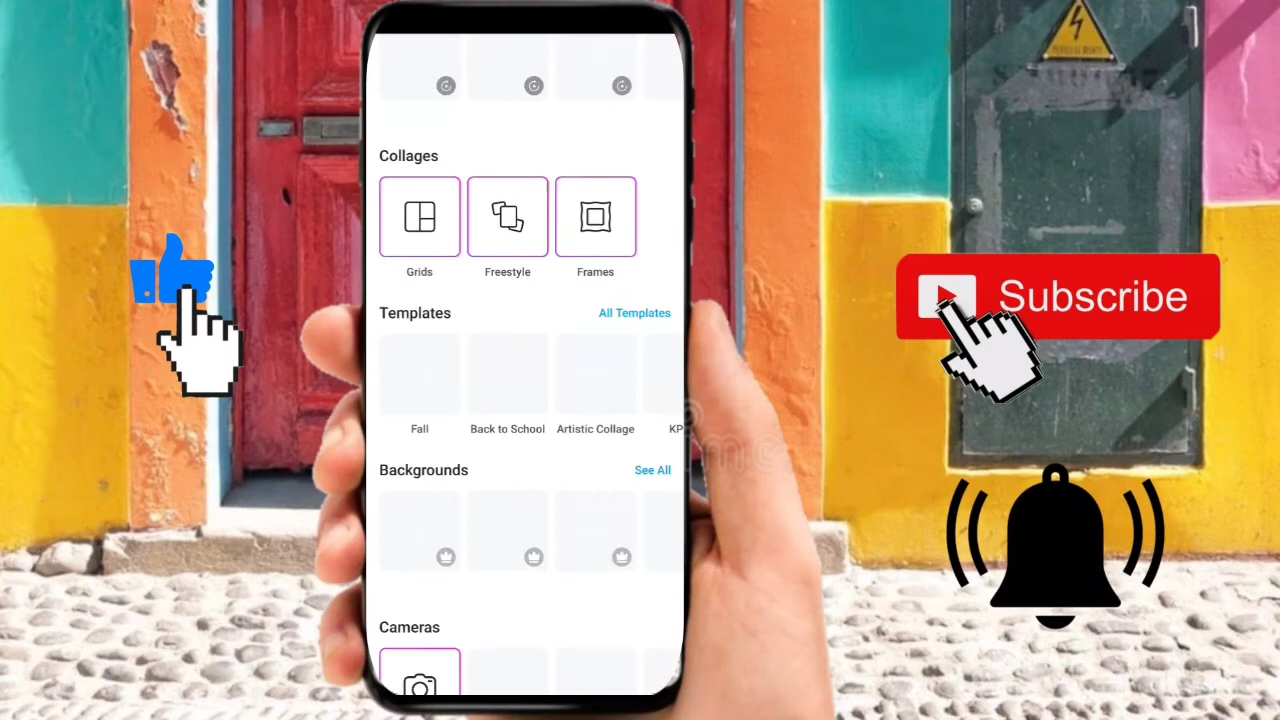 Collages
Grids
Freestyle
Frames
Templates
All Templates
Fall
Back to School
Artistic Collage
KP
Backgrounds
See All
Cameras
Subscribe